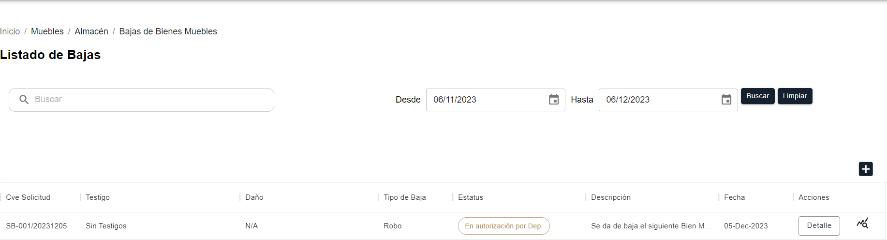 Inicio / Muebles / Almacén / Bajas de Bienes Muebles
Listado de Bajas
Buscar
Desde 06/11/2023 Hasta 06/12/2023 Buscar Limpiar
Cve Solicitud Testigo Daño Tipo de Baja Estatus Descripción Fecha Acciones
SB-001/20231205 Sin Testigos N/A Robo En autorización por Dep. Se da de baja el siguiente Bien M... 05-Dec-2023 Detalle